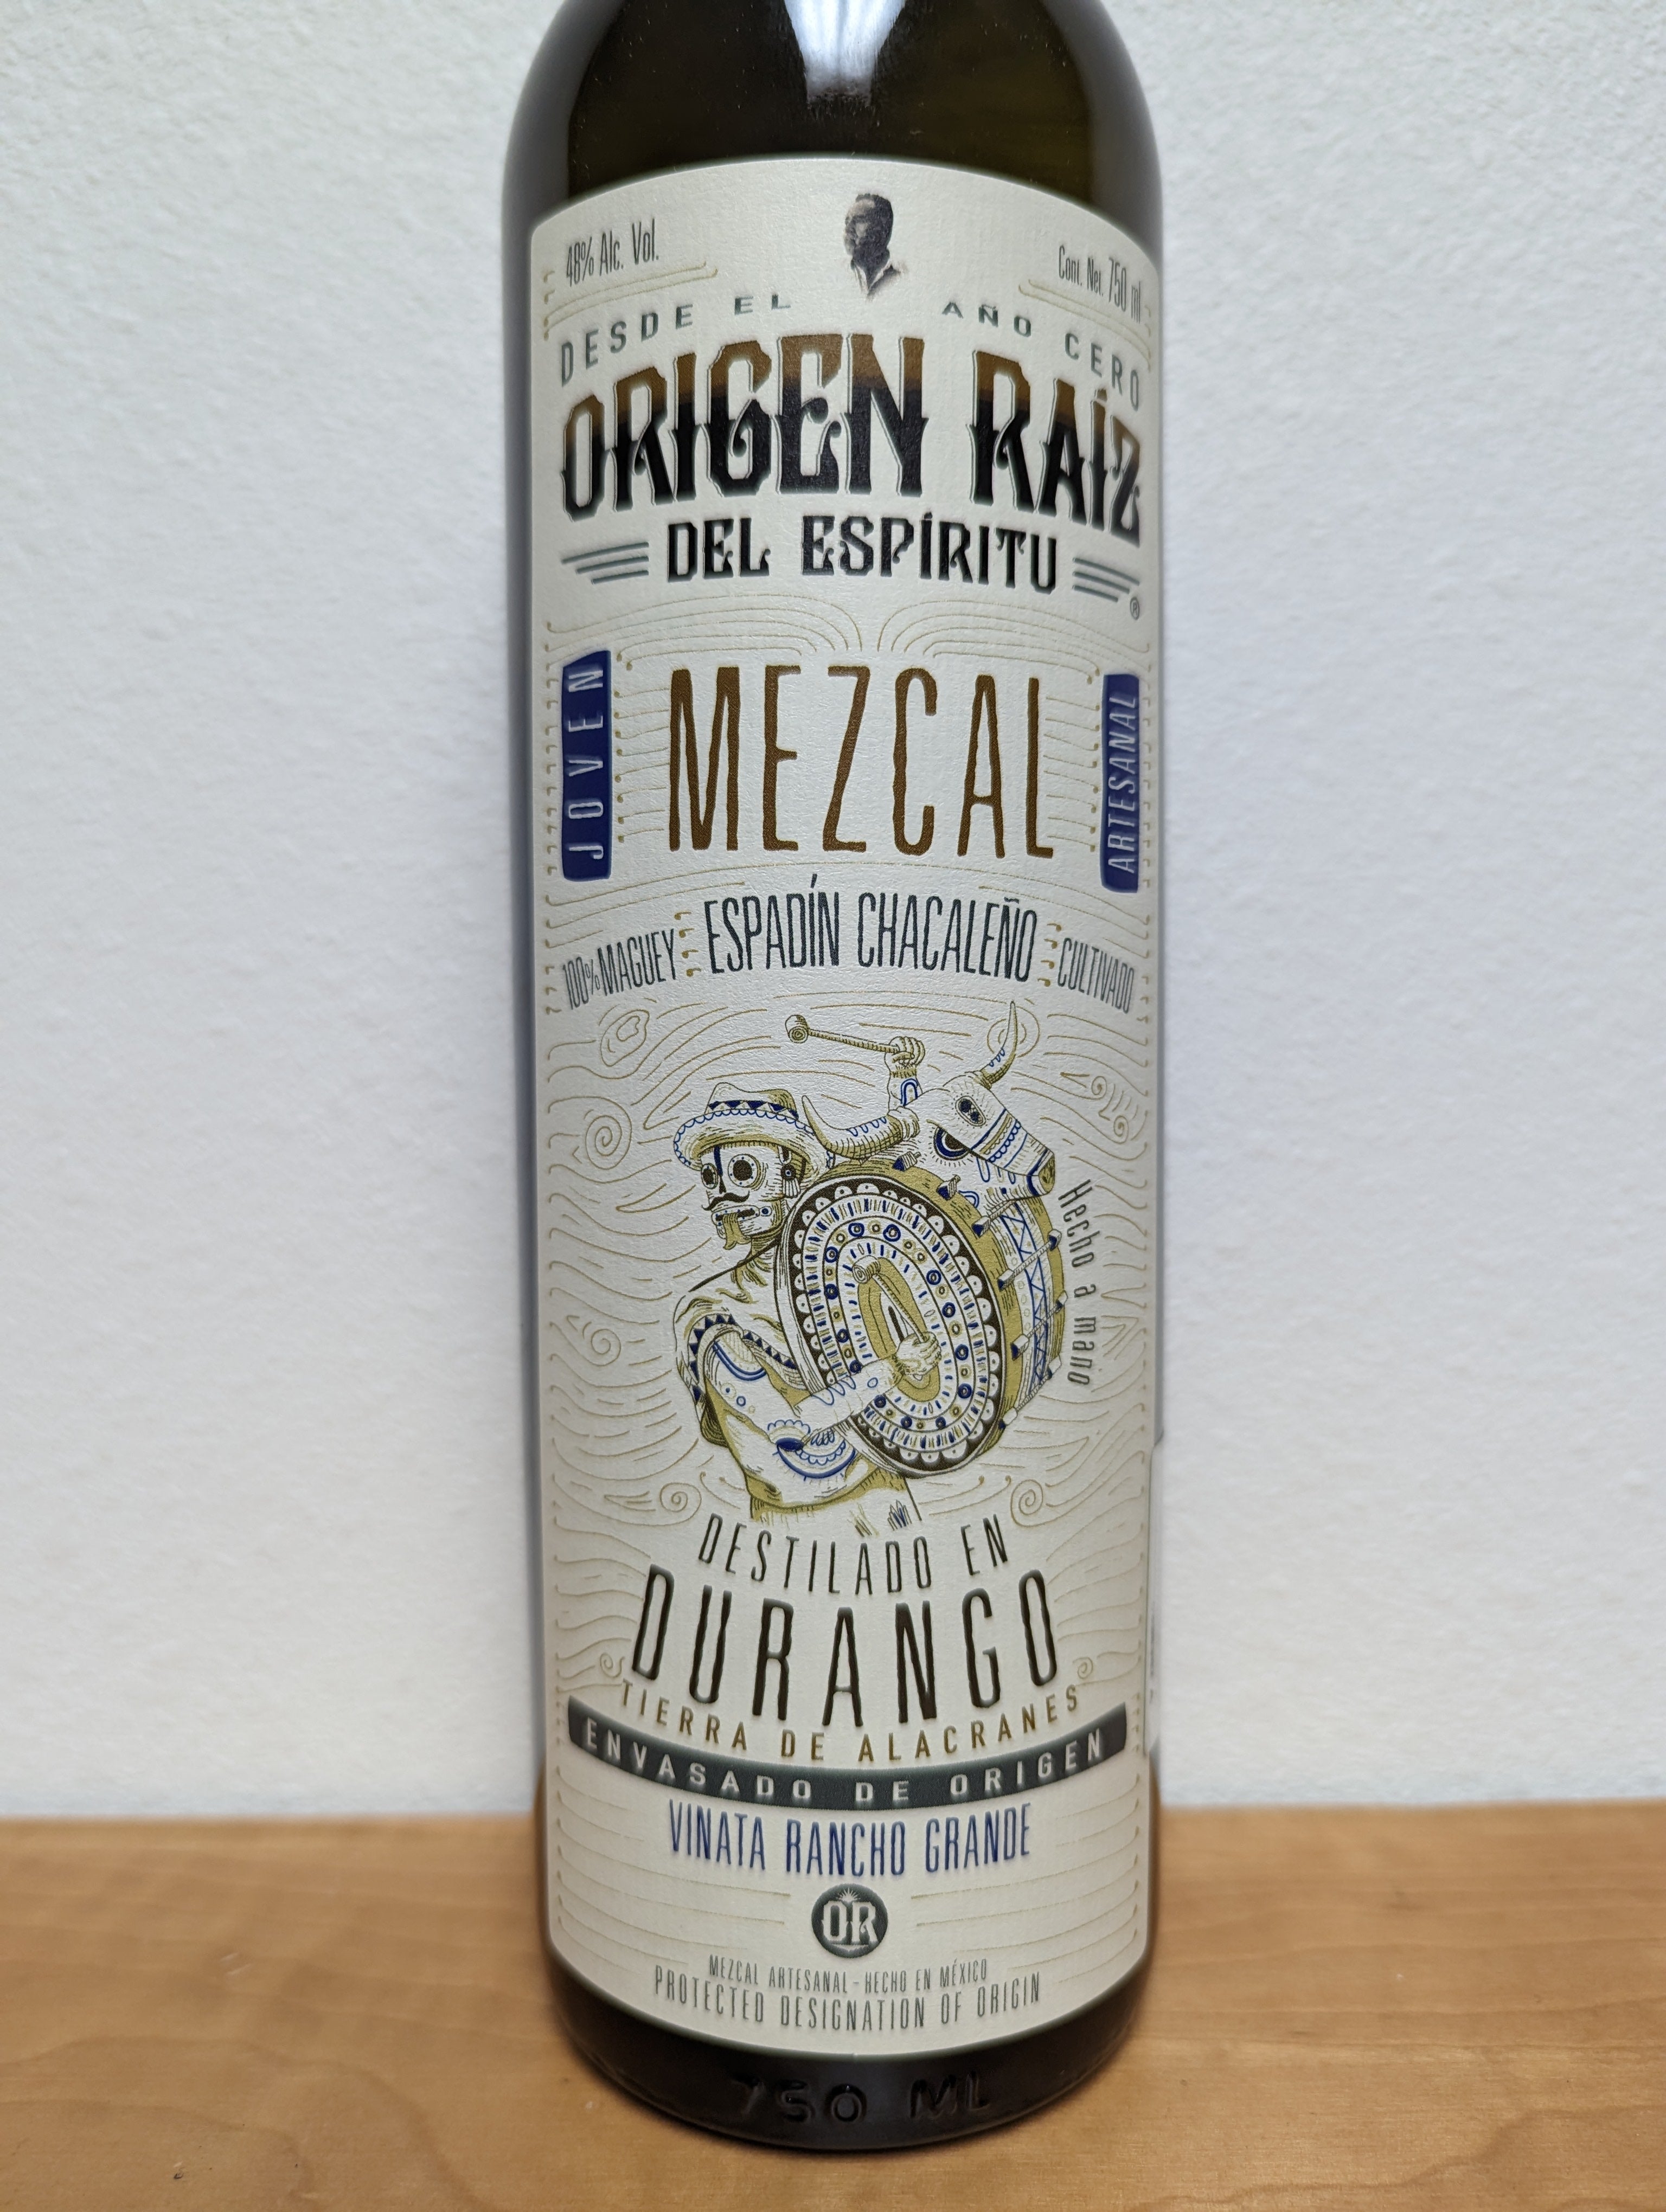 48% Alc. Vol.
Cont. Net. 750 ml
DESDE EL AÑO CERO
ORIGEN RAÍZ
DEL ESPÍRITU
®
JOVEN
MEZCAL
ARTESANAL
100% MAGUEY ESPADÍN CHACALEÑO CULTIVADO
Hecho a mano
DESTILADO EN
DURANGO
TIERRA DE ALACRANES
ENVASADO DE ORIGEN
VINATA RANCHO GRANDE
OR
MEZCAL ARTESANAL - HECHO EN MÉXICO
PROTECTED DESIGNATION OF ORIGIN
750 ML